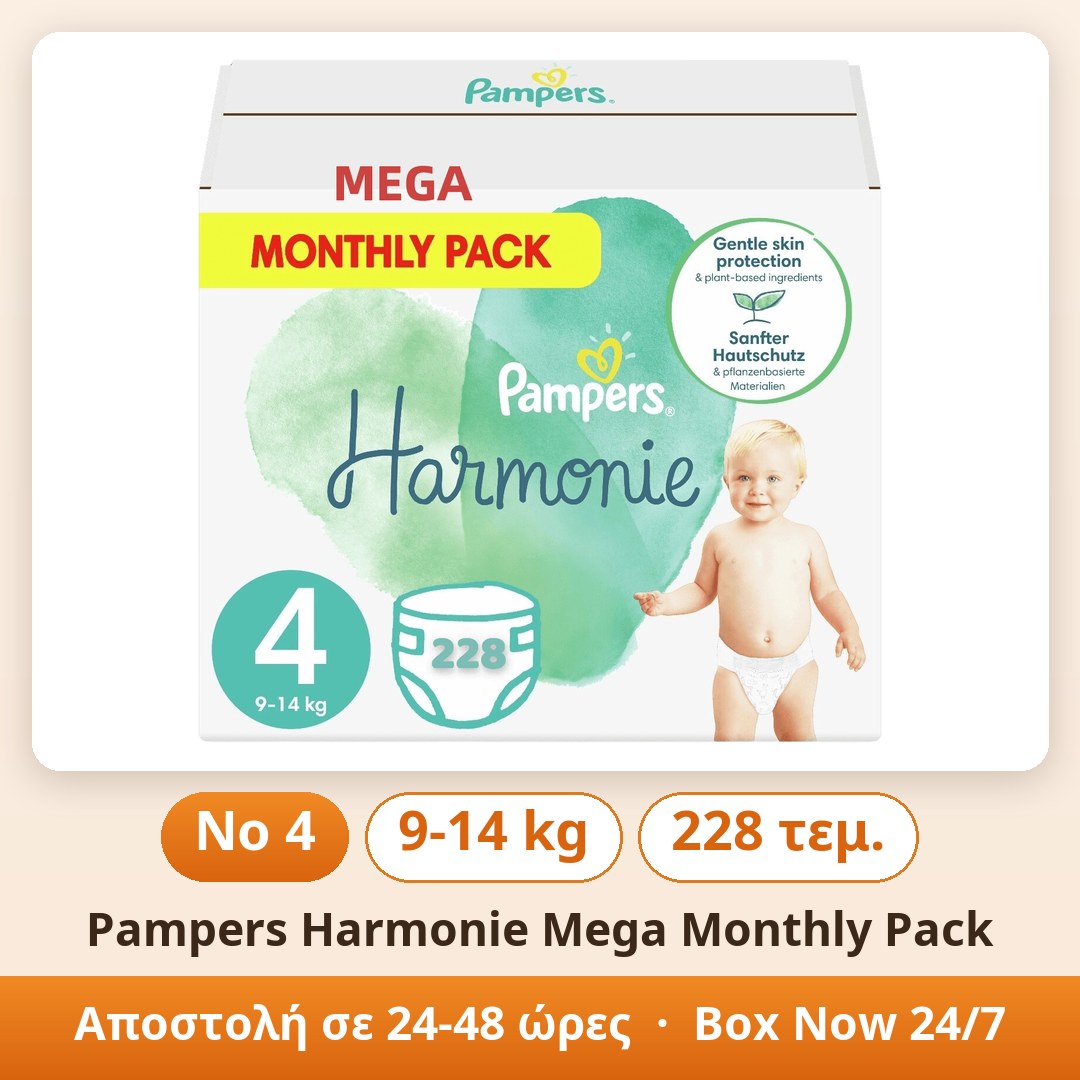 Pampers.
MEGA
MONTHLY PACK
Gentle skin
protection
& plant-based ingredients
Sanfter
Hautschutz
& pflanzenbasierte
Materialien
Pampers®
Harmonie
4
9-14 kg
228
No 4
9-14 kg
228 τεμ.
Pampers Harmonie Mega Monthly Pack
Αποστολή σε 24-48 ώρες · Box Now 24/7